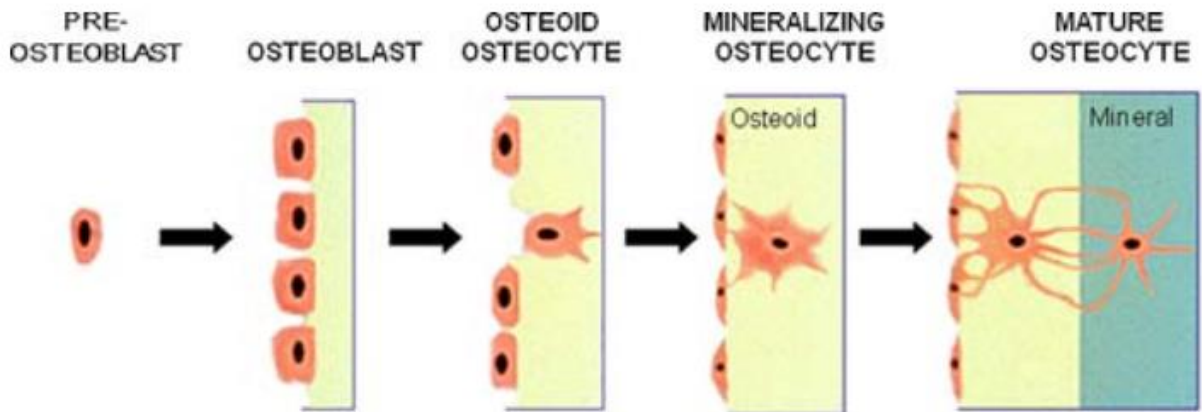 PRE-
OSTEOBLAST
OSTEOBLAST
OSTEOID
OSTEOCYTE
MINERALIZING
OSTEOCYTE
MATURE
OSTEOCYTE
Osteoid
Mineral